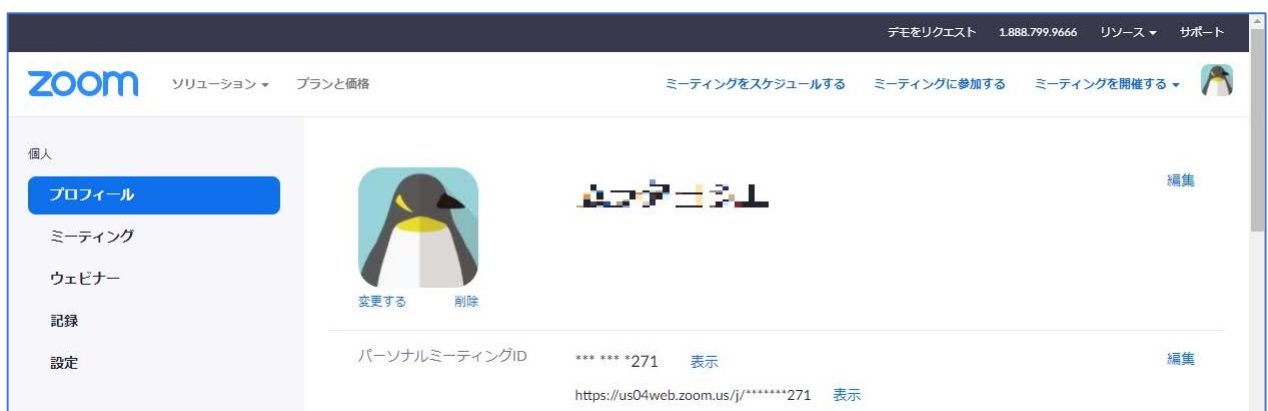 デモをリクエスト 1.888.799.9666 リソース サポート
zoom ソリューション プランと価格 ミーティングをスケジュールする ミーティングに参加する ミーティングを開催する
個人
プロフィール 編集
ミーティング
ウェビナー
変更する 削除
記録
設定 パーソナルミーティングID *** *** *271 表示 編集
https://us04web.zoom.us/j/*******271 表示